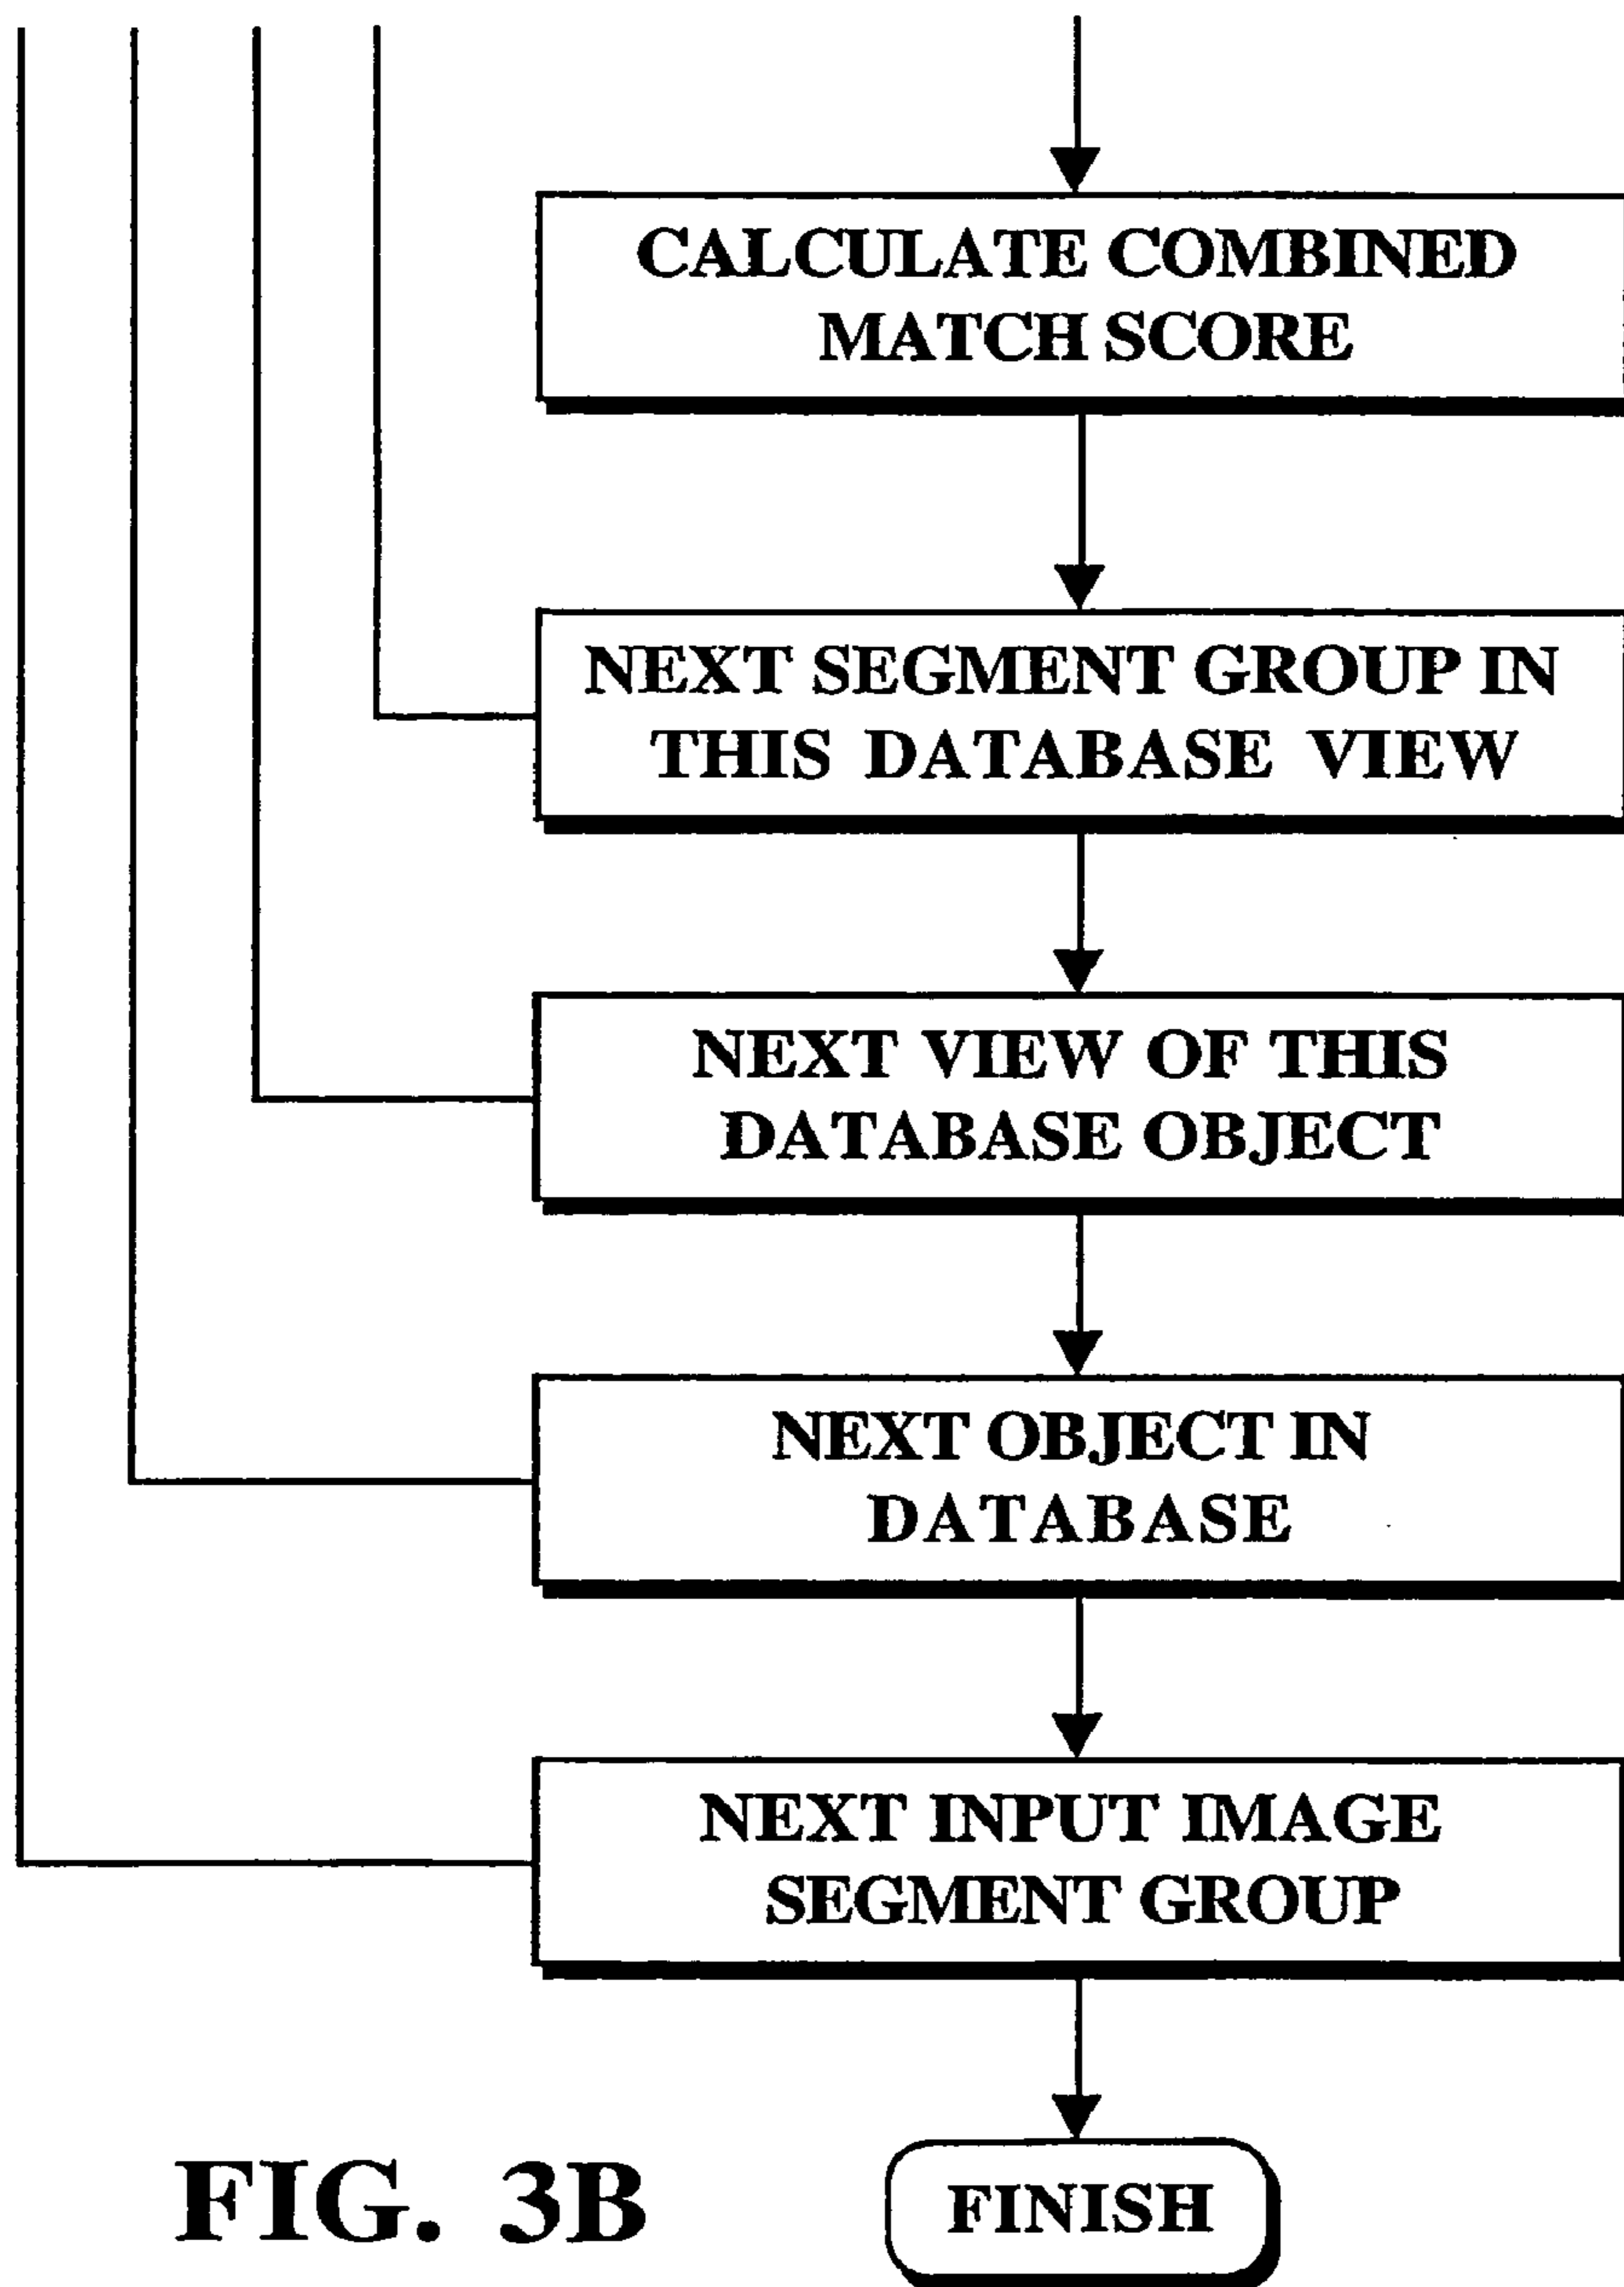 CALCULATE COMBINED
MATCH SCORE
NEXT SEGMENT GROUP IN
THIS DATABASE VIEW
NEXT VIEW OF THIS
DATABASE OBJECT
NEXT OBJECT IN
DATABASE
NEXT INPUT IMAGE
SEGMENT GROUP
FINISH
FIG. 3B